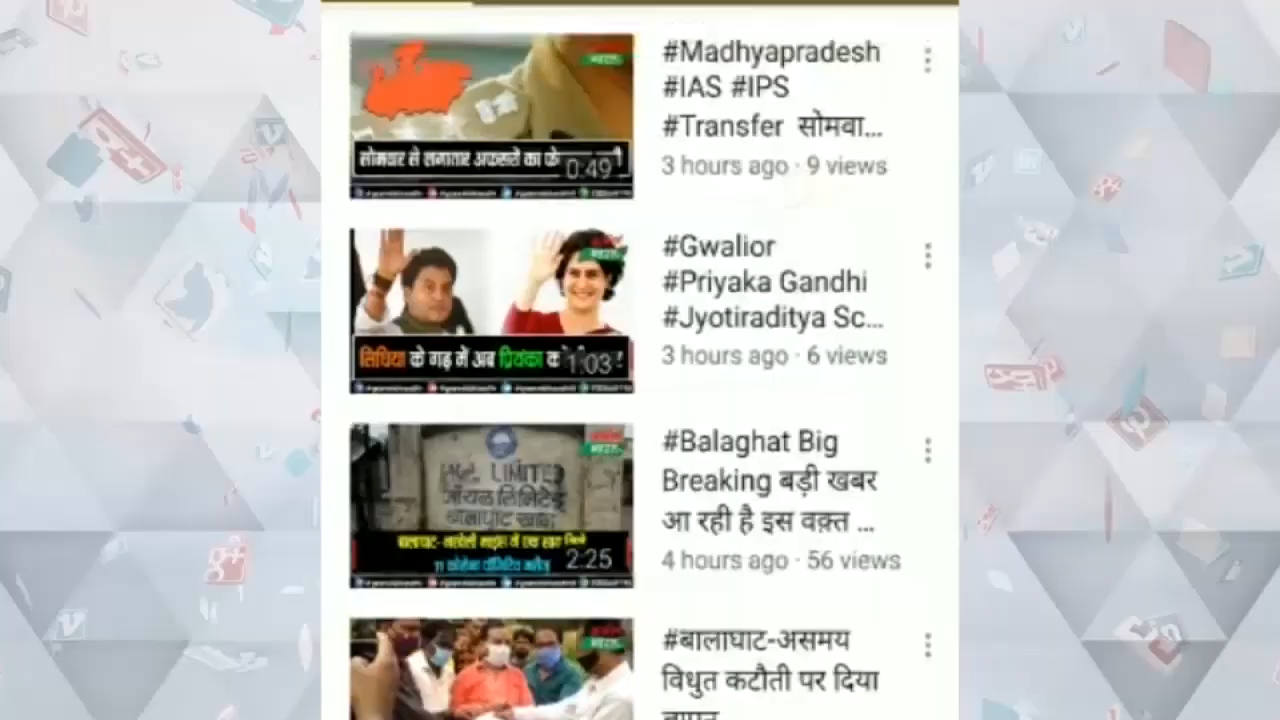 #Madhyapradesh
#IAS #IPS
#Transfer सोमवा...
3 hours ago · 9 views
सोमवार से लगातार अफसरों का
0:49
#Gwalior
#Priyaka Gandhi
#Jyotiraditya Sc...
3 hours ago · 6 views
सिंधिया के गढ़ में अब प्रियंका
1:03
#Balaghat Big
Breaking बड़ी खबर
आ रही है इस वक़्त ...
4 hours ago · 56 views
LIMITED
लिमिटेड
बालाघाट-
11 कोरोना पॉजिटिव मरीज
2:25
#बालाघाट-असमय
विधुत कटौती पर दिया